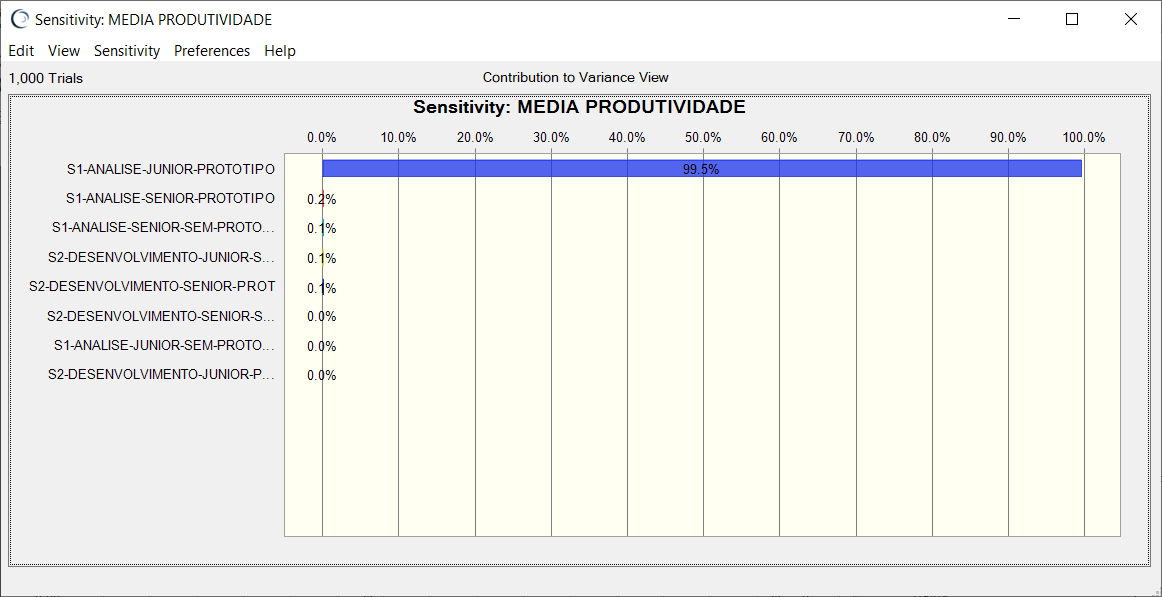 Sensitivity: MEDIA PRODUTIVIDADE
Edit View Sensitivity Preferences Help
1,000 Trials
Contribution to Variance View
Sensitivity: MEDIA PRODUTIVIDADE
0.0% 10.0% 20.0% 30.0% 40.0% 50.0% 60.0% 70.0% 80.0% 90.0% 100.0%
S1-ANALISE-JUNIOR-PROTOTIPO 99.5%
S1-ANALISE-SENIOR-PROTOTIPO 0.2%
S1-ANALISE-SENIOR-SEM-PROTO... 0.1%
S2-DESENVOLVIMENTO-JUNIOR-S... 0.1%
S2-DESENVOLVIMENTO-SENIOR-PROT 0.1%
S2-DESENVOLVIMENTO-SENIOR-S... 0.0%
S1-ANALISE-JUNIOR-SEM-PROTO... 0.0%
S2-DESENVOLVIMENTO-JUNIOR-P... 0.0%